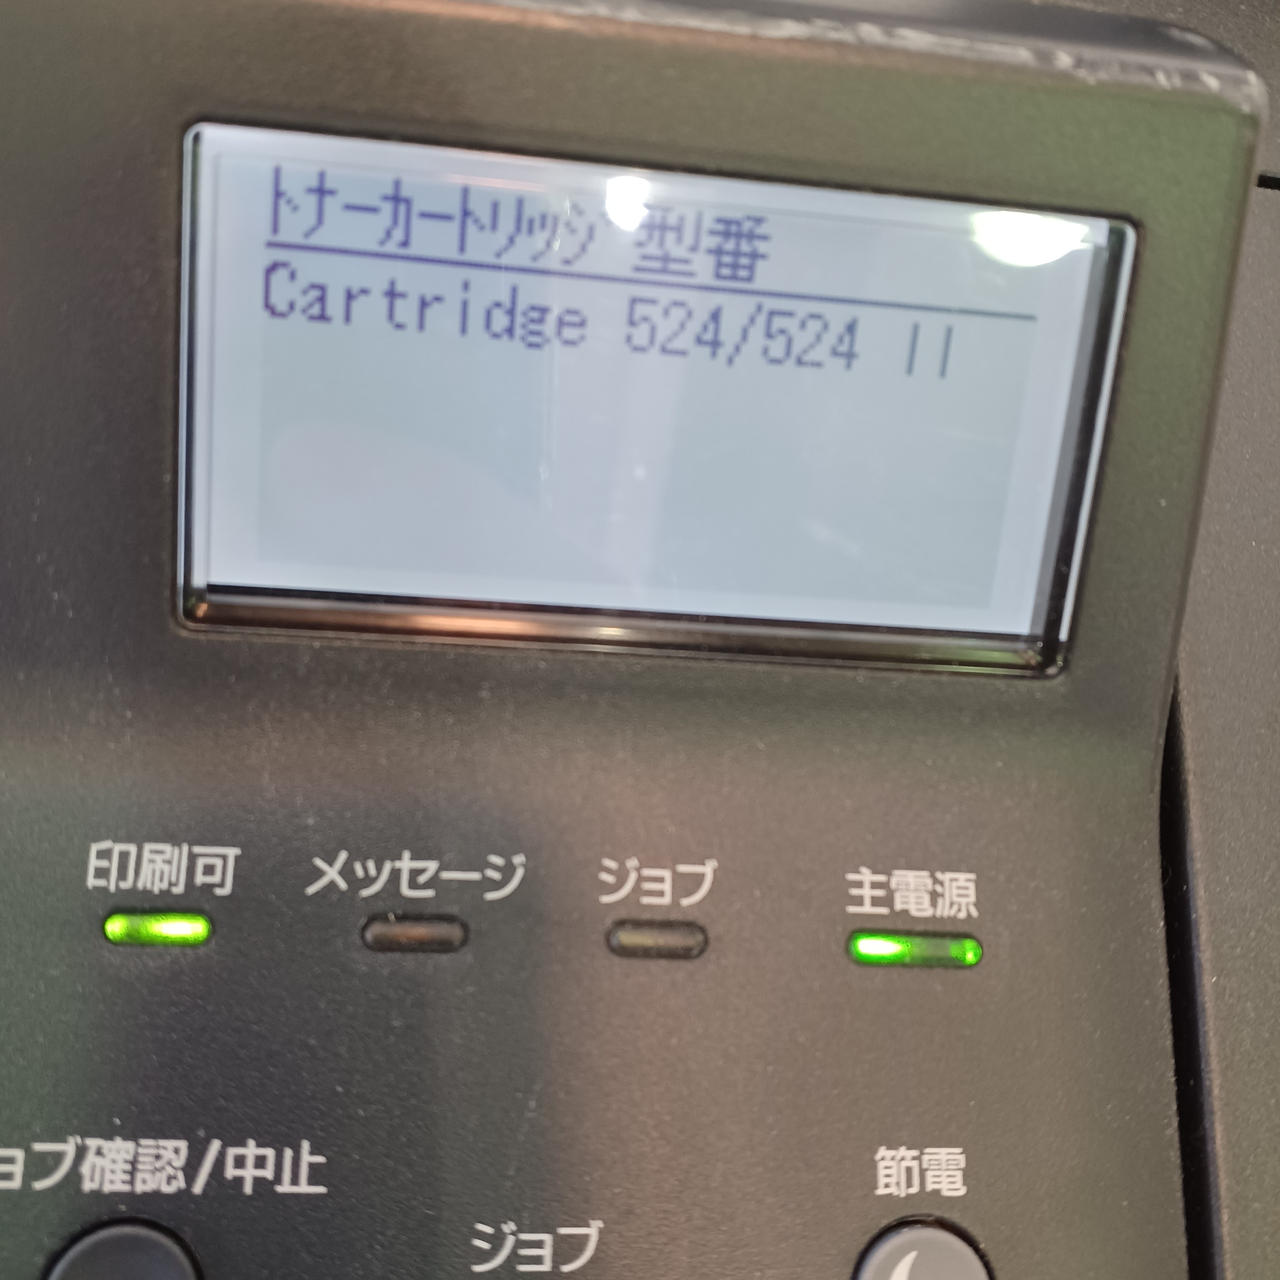 ﾄﾅｰｶｰﾄﾘｯｼﾞ 型番
Cartridge 524/524 II
印刷可 メッセージ ジョブ 主電源
ョブ確認/中止 節電
ジョブ